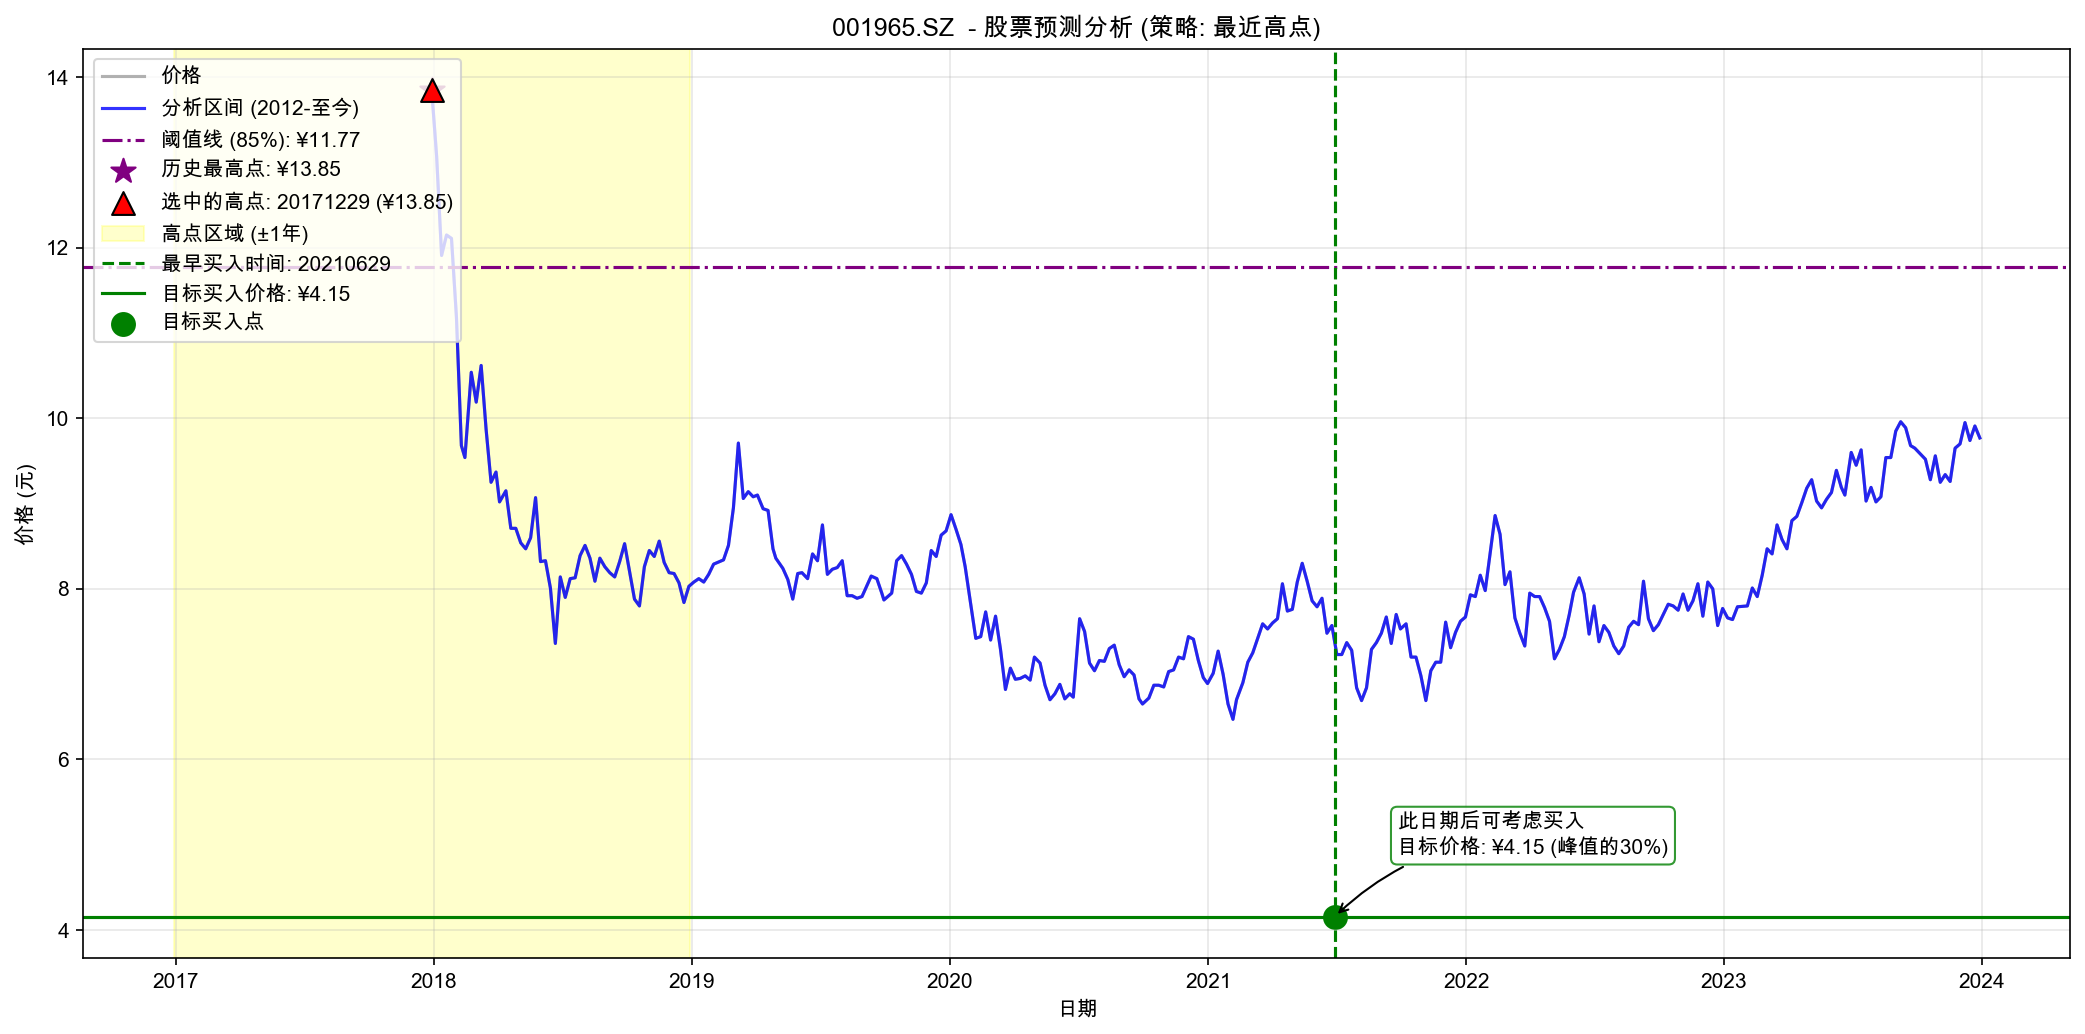 001965.SZ - 股票预测分析 (策略: 最近高点)
价格 (元)
14
12
10
8
6
4
价格
分析区间 (2012-至今)
阈值线 (85%): ¥11.77
历史最高点: ¥13.85
选中的高点: 20171229 (¥13.85)
高点区域 (±1年)
最早买入时间: 20210629
目标买入价格: ¥4.15
目标买入点
此日期后可考虑买入
目标价格: ¥4.15 (峰值的30%)
2017
2018
2019
2020
2021
2022
2023
2024
日期